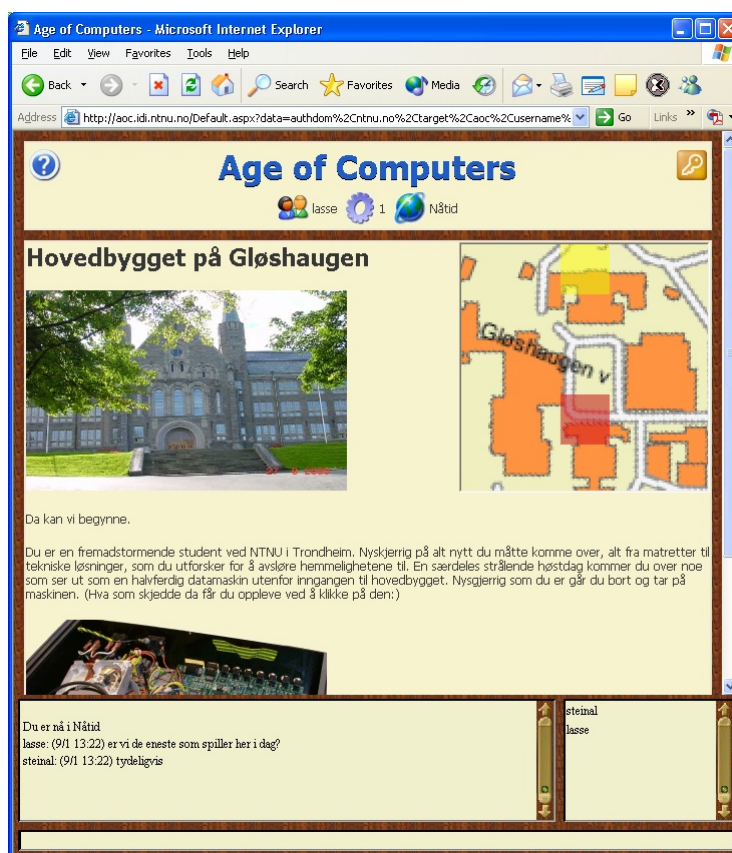 Age of Computers - Microsoft Internet Explorer
File Edit View Favorites Tools Help
Back Search Favorites Media
Address http://aoc.idi.ntnu.no/Default.aspx?data=authdom%2Cntnu.no%2Ctarget%2Caoc%2Cusername% Go Links »
Age of Computers
lasse 1 Nåtid
Hovedbygget på Gløshaugen
Gløshaugen v
Da kan vi begynne.
Du er en fremadstormende student ved NTNU i Trondheim. Nyskjerrig på alt nytt du måtte komme over, alt fra matretter til
tekniske løsninger, som du utforsker for å avsløre hemmelighetene til. En særdeles strålende høstdag kommer du over noe
som ser ut som en halvferdig datamaskin utenfor inngangen til hovedbygget. Nysgjerrig som du er går du bort og tar på
maskinen. (Hva som skjedde da får du oppleve ved å klikke på den:)
Du er nå i Nåtid
lasse: (9/1 13:22) er vi de eneste som spiller her i dag?
steinal: (9/1 13:22) tydeligvis
steinal
lasse